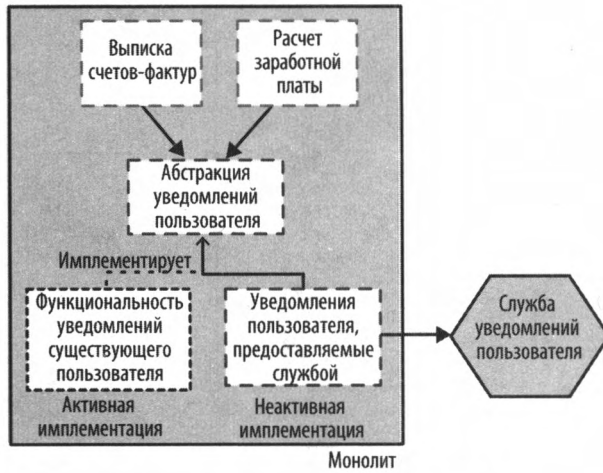 Выписка
счетов-фактур
Расчет
заработной
платы
Абстракция
уведомлений
пользователя
Имплементирует
Функциональность
уведомлений
существующего
пользователя
Уведомления
пользователя,
предоставляемые
службой
Служба
уведомлений
пользователя
Активная
имплементация
Неактивная
имплементация
Монолит